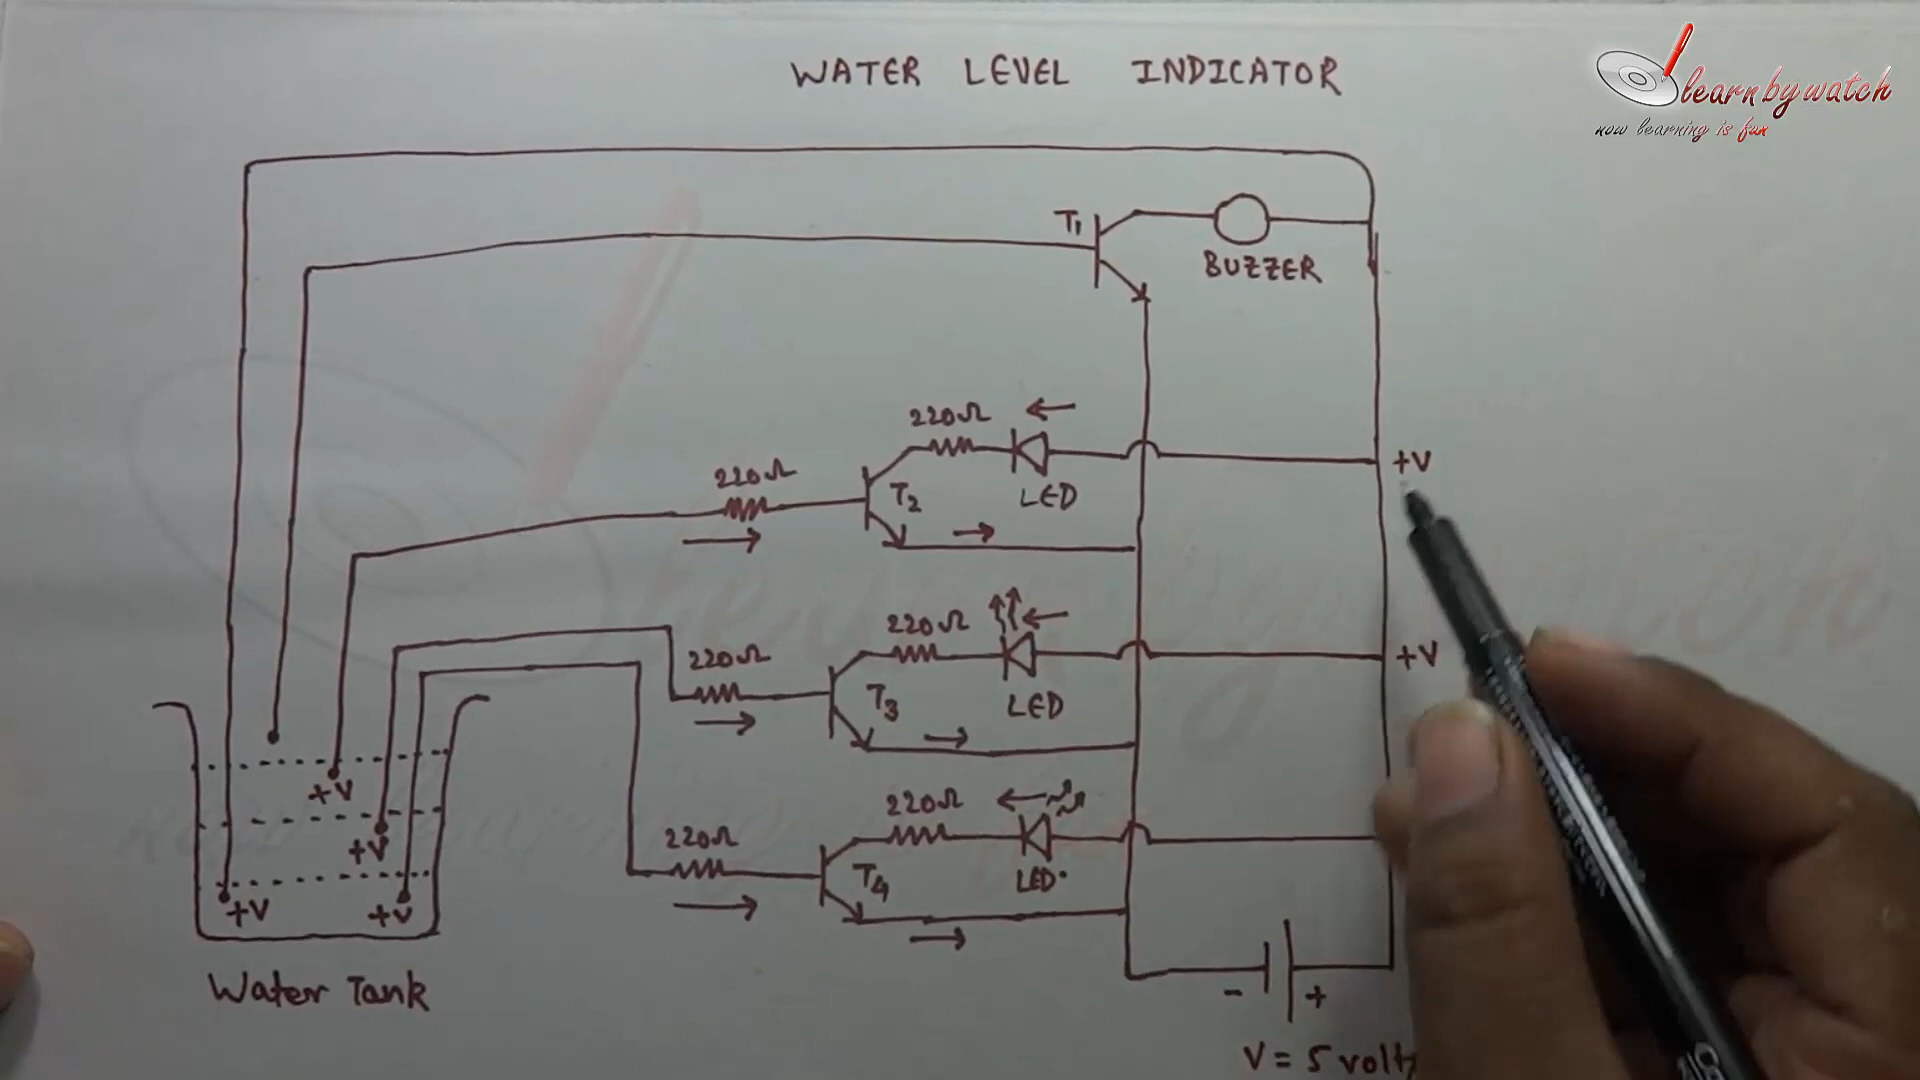 WATER LEVEL INDICATOR
learnbywatch
now learning is fun
T1
BUZZER
220Ω
+V
220Ω
T2
LED
220Ω
220Ω
+V
T3
LED
+V
220Ω
+V
220Ω
T4
LED
+V
+V
Water Tank
- +
V = 5 volt